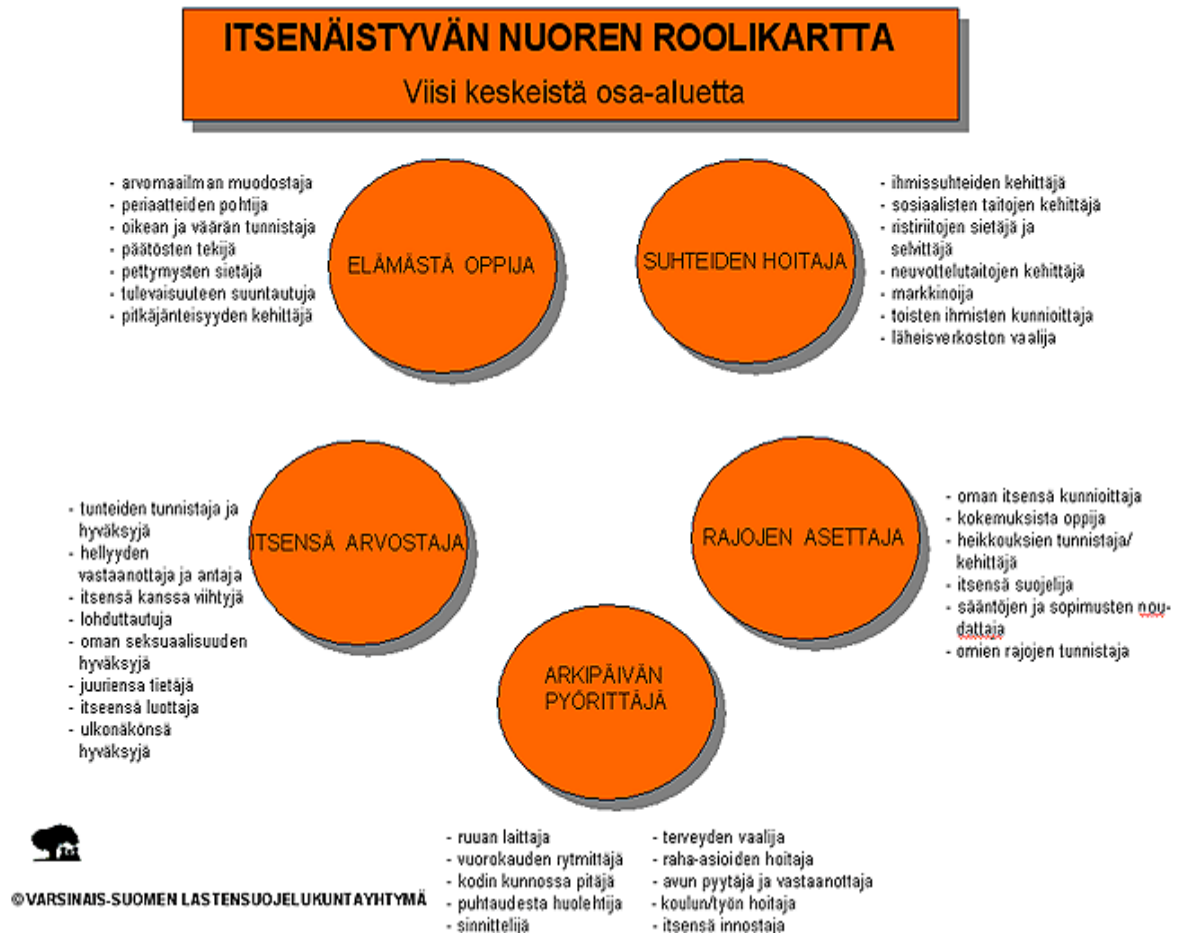 ITSENÄISTYVÄN NUOREN ROOLIKARTTA
Viisi keskeistä osa-aluetta
- arvomaailman muodostaja
- periaatteiden pohtija
- oikean ja väärän tunnistaja
- päätösten tekijä
- pettymysten sietäjä
- tulevaisuuteen suuntautuja
- pitkäjänteisyyden kehittäjä
ELÄMÄSTÄ OPPIJA
SUHTEIDEN HOITAJA
- ihmissuhteiden kehittäjä
- sosiaalisten taitojen kehittäjä
- ristiriitojen sietäjä ja
selvittäjä
- neuvottelutaitojen kehittäjä
- markkinoija
- toisten ihmisten kunnioittaja
- läheisverkoston vaalija
- tunteiden tunnistaja ja
hyväksyjä
- hellyyden
vastaanottaja ja antaja
- itsensä kanssa viihtyjä
- lohduttautuja
- oman seksuaalisuuden
hyväksyjä
- juuriensa tietäjä
- itseensä luottaja
- ulkonäkönsä
hyväksyjä
ITSENSÄ ARVOSTAJA
RAJOJEN ASETTAJA
- oman itsensä kunnioittaja
- kokemuksista oppija
- heikkouksien tunnistaja/
kehittäjä
- itsensä suojelija
- sääntöjen ja sopimusten nou-
dattaja
- omien rajojen tunnistaja
ARKIPÄIVÄN
PYÖRITTÄJÄ
- ruuan laittaja
- vuorokauden rytmittäjä
- kodin kunnossa pitäjä
- puhtaudesta huolehtija
- sinnittelijä
- terveyden vaalija
- raha-asioiden hoitaja
- avun pyytäjä ja vastaanottaja
- koulun/työn hoitaja
- itsensä innostaja
©VARSINAIS-SUOMEN LASTENSUOJELUKUNTAYHTYMÄ